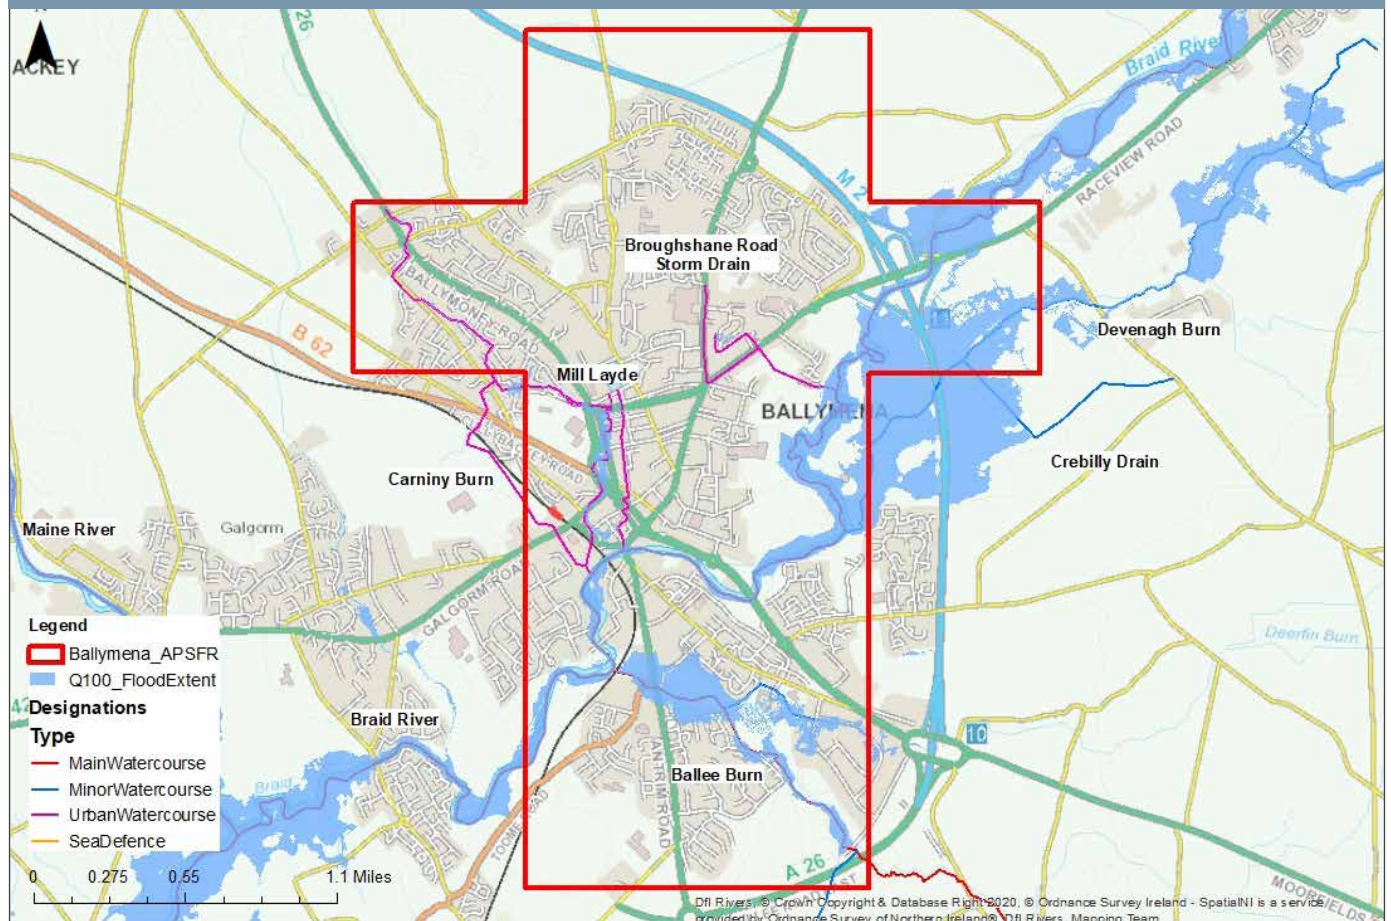 N
26
ACKEY
Braid River
RACEVIEW ROAD
M 2
Broughshane Road
Storm Drain
BALLYMONEY ROAD
B 62
Devenagh Burn
Mill Layde
BALLYMENA
Crebilly Drain
Carniny Burn
Maine River
Galgorm
GALGORM ROAD
Deerfin Burn
Legend
Ballymena_APSFR
Q100_FloodExtent
42
Designations
Type
MainWatercourse
MinorWatercourse
UrbanWatercourse
SeaDefence
Braid River
10
Braid
Ballee Burn
ANTRIM ROAD
A 26
0 0.275 0.55 1.1 Miles
DfI Rivers, © Crown Copyright & Database Right 2020, © Ordnance Survey Ireland - SpatialNI is a service
provided by Ordnance Survey of Northern Ireland®, DfI Rivers, Mapping Team